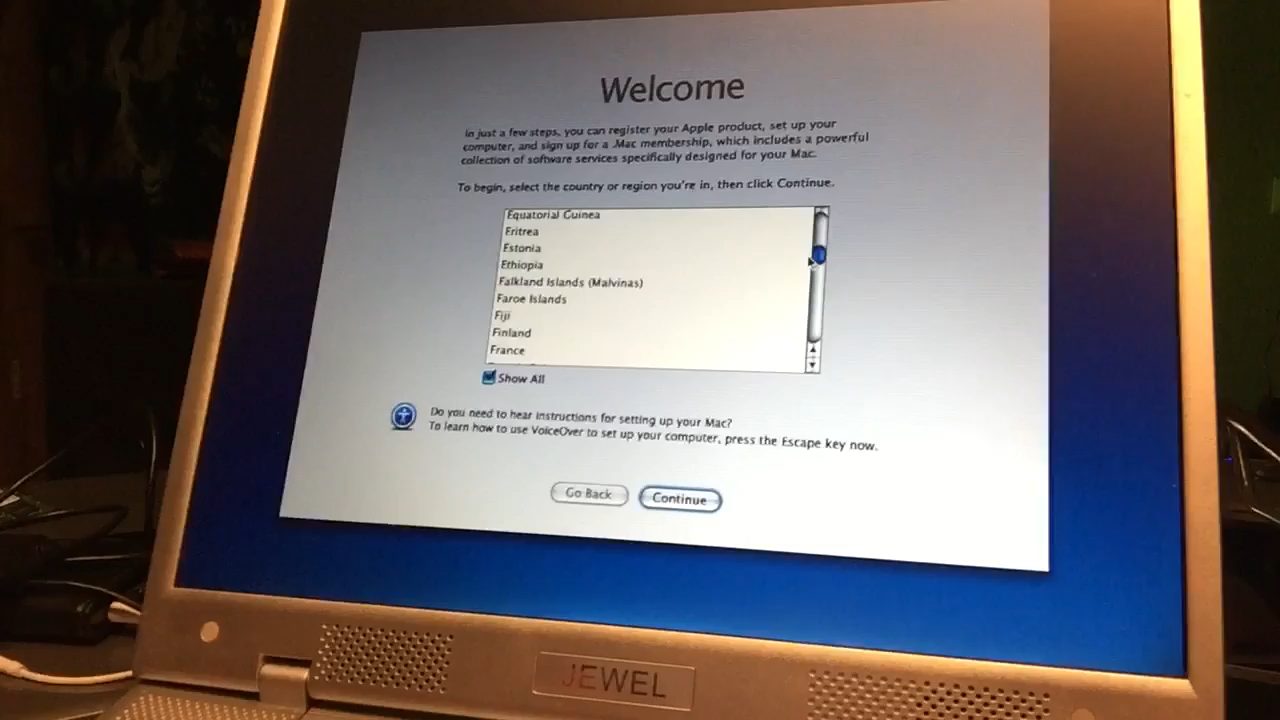 Welcome
In just a few steps, you can register your Apple product, set up your
computer, and sign up for a .Mac membership, which includes a powerful
collection of software services specifically designed for your Mac.
To begin, select the country or region you're in, then click Continue.
Equatorial Guinea
Eritrea
Estonia
Ethiopia
Falkland Islands (Malvinas)
Faroe Islands
Fiji
Finland
France
Show All
Do you need to hear instructions for setting up your Mac?
To learn how to use VoiceOver to set up your computer, press the Escape key now.
Go Back
Continue
JEWEL